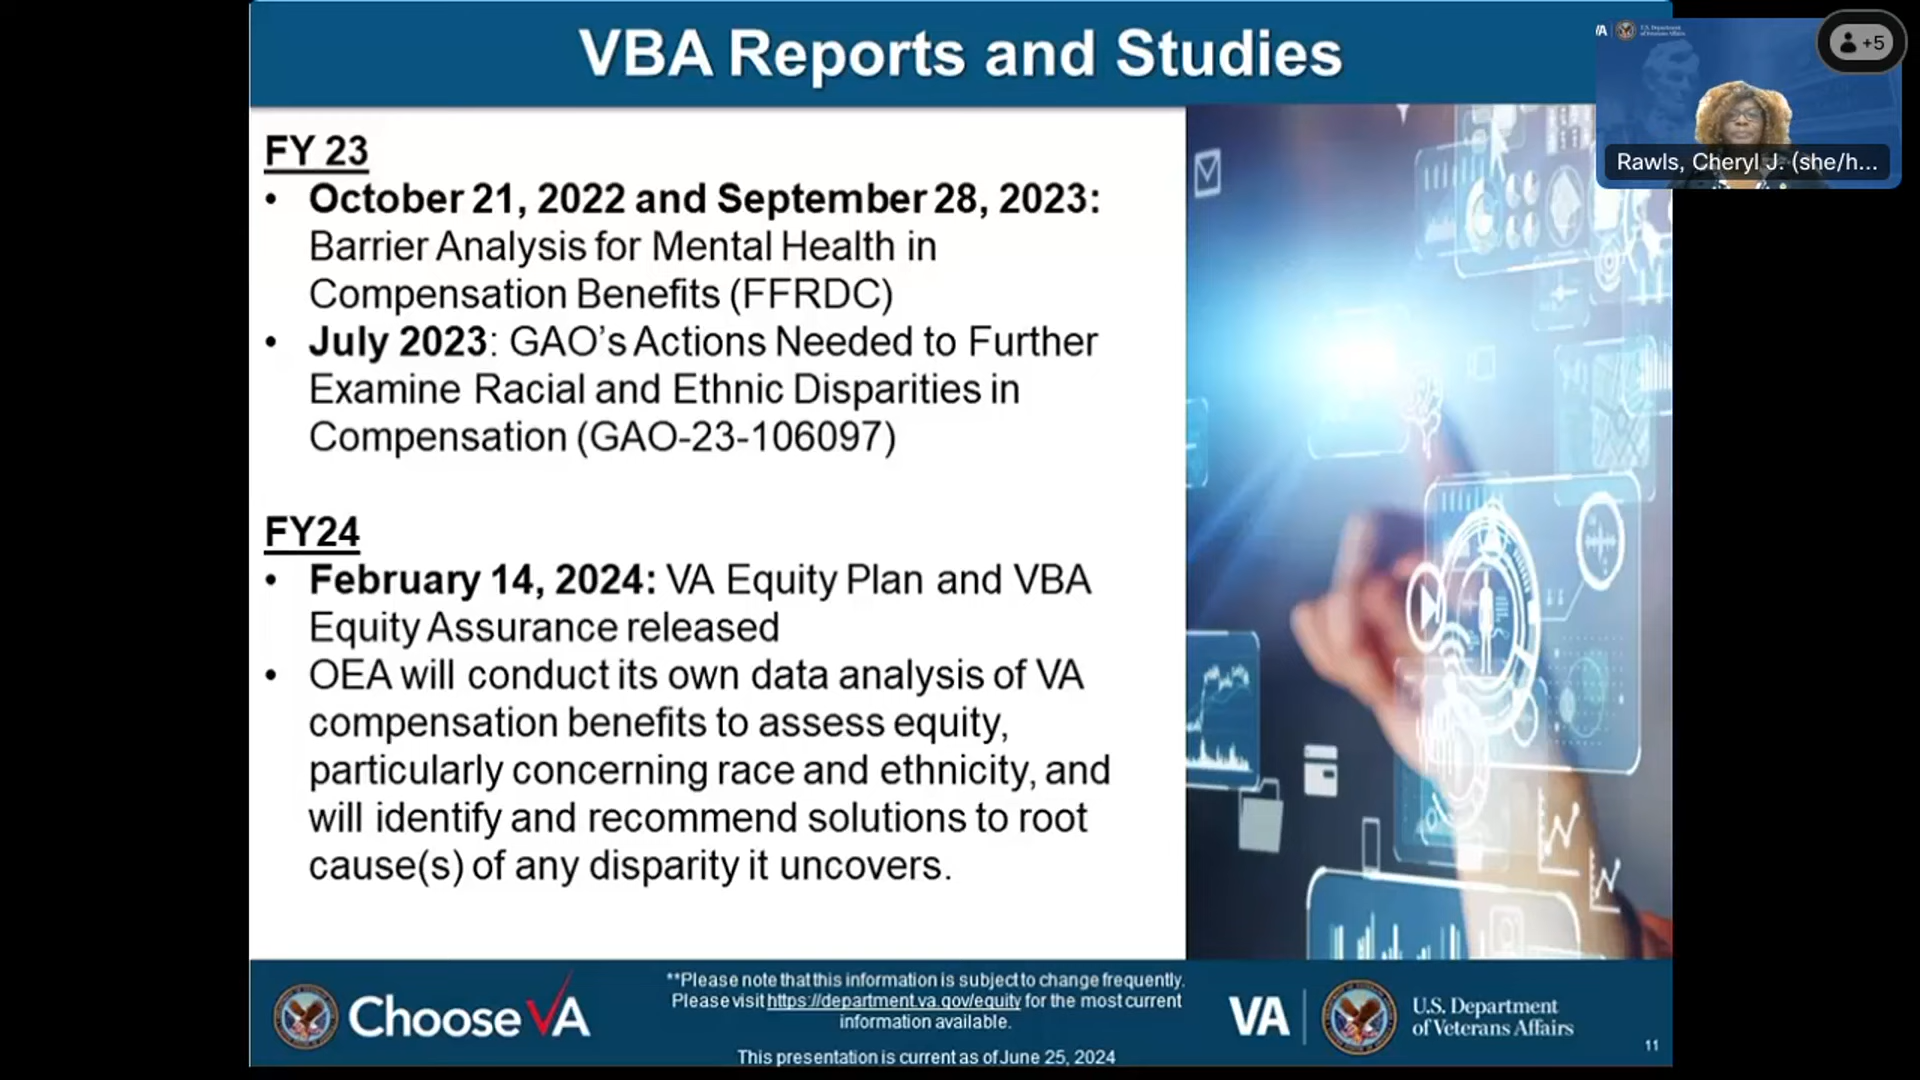 VBA Reports and Studies
+5
Rawls, Cheryl J. (she/h...
FY 23
• October 21, 2022 and September 28, 2023:
Barrier Analysis for Mental Health in
Compensation Benefits (FFRDC)
• July 2023: GAO's Actions Needed to Further
Examine Racial and Ethnic Disparities in
Compensation (GAO-23-106097)
FY24
• February 14, 2024: VA Equity Plan and VBA
Equity Assurance released
• OEA will conduct its own data analysis of VA
compensation benefits to assess equity,
particularly concerning race and ethnicity, and
will identify and recommend solutions to root
cause(s) of any disparity it uncovers.
Choose VA
**Please note that this information is subject to change frequently.
Please visit https://department.va.gov/equity for the most current
information available.
This presentation is current as of June 25, 2024
VA
U.S. Department
of Veterans Affairs
11